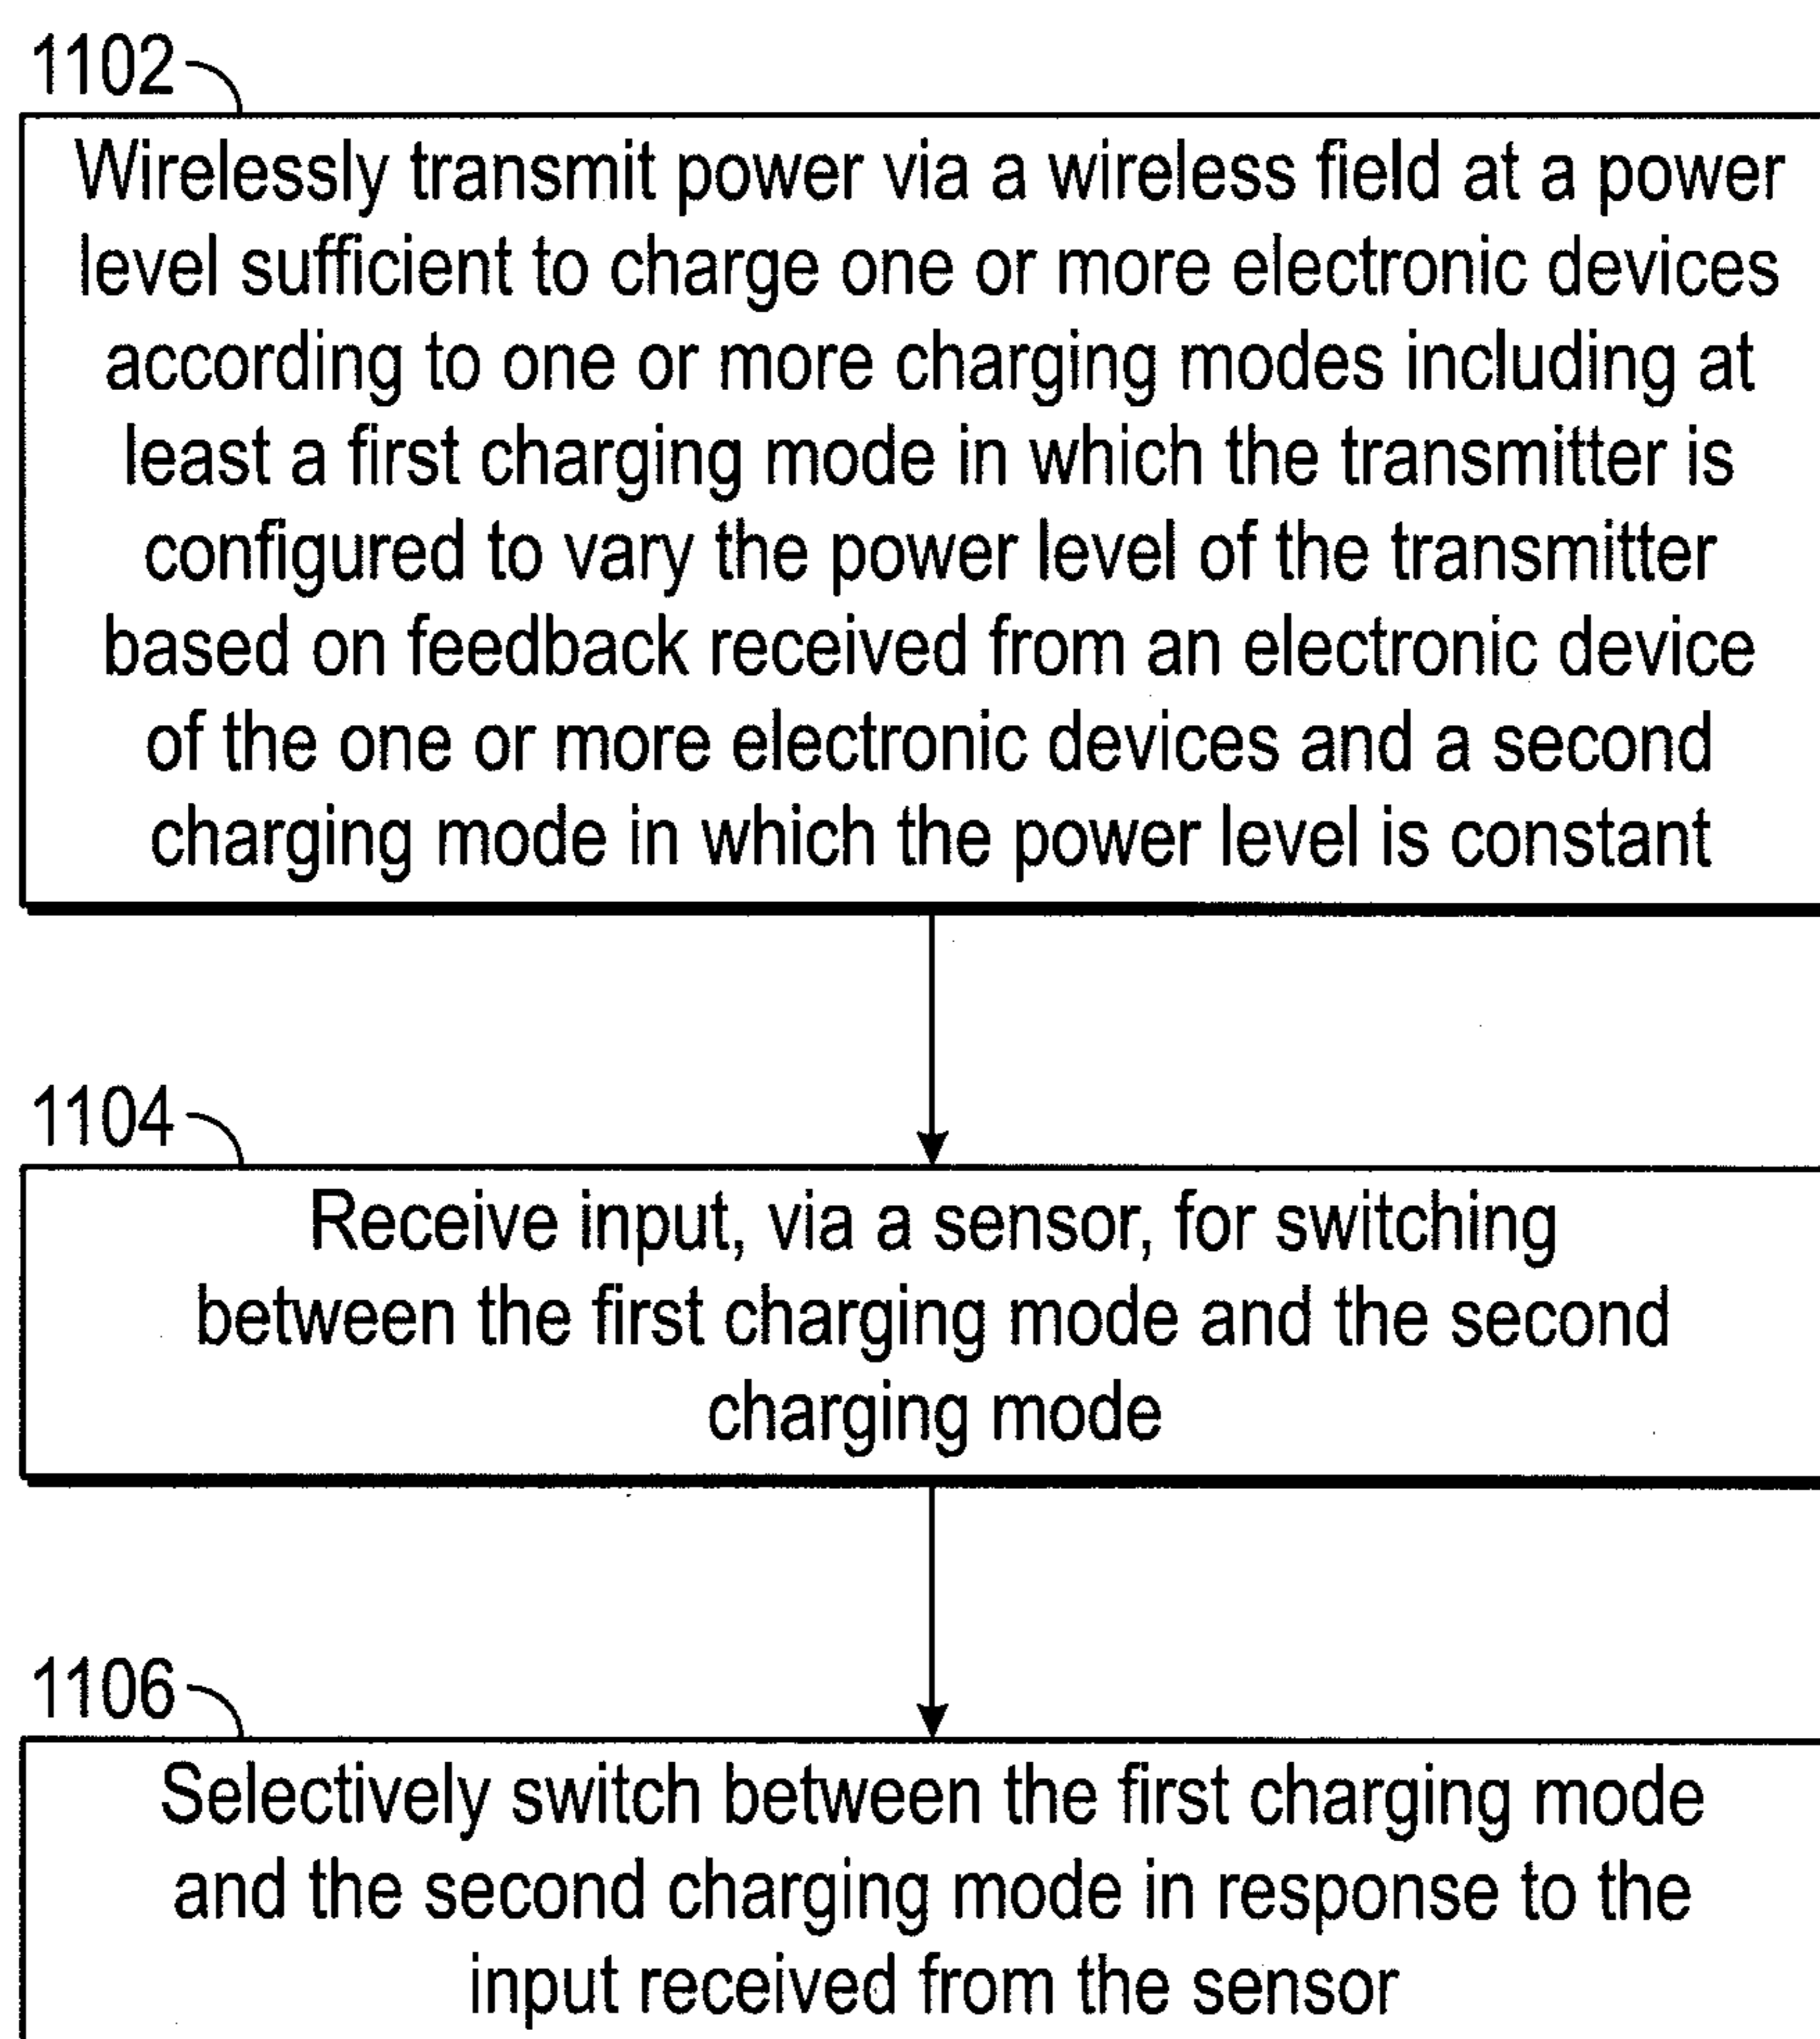 1102
Wirelessly transmit power via a wireless field at a power
level sufficient to charge one or more electronic devices
according to one or more charging modes including at
least a first charging mode in which the transmitter is
configured to vary the power level of the transmitter
based on feedback received from an electronic device
of the one or more electronic devices and a second
charging mode in which the power level is constant
1104
Receive input, via a sensor, for switching
between the first charging mode and the second
charging mode
1106
Selectively switch between the first charging mode
and the second charging mode in response to the
input received from the sensor